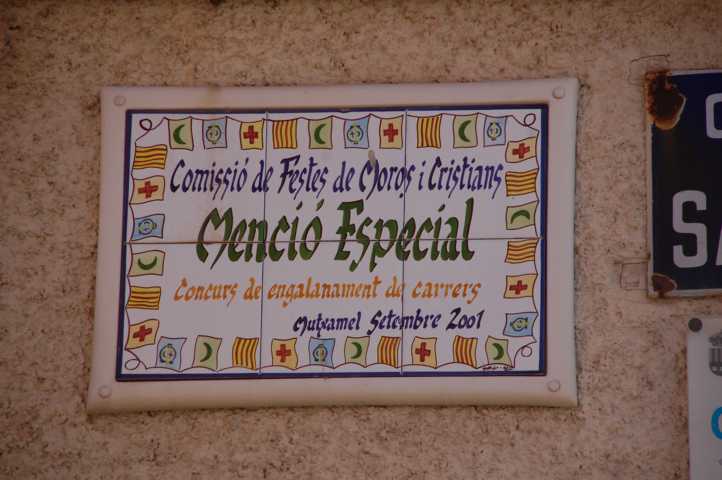 Comissió de Festes de Moros i Cristians
Menció Especial
Concurs de engalanament de carrers
Mutxamel Setembre 2001